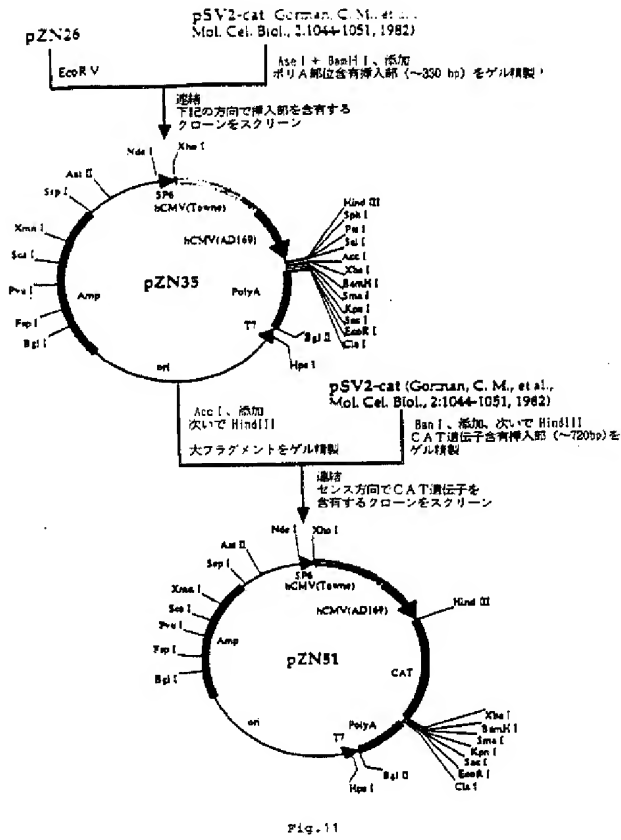 pZN26
pSV2-cat (Gorman, C. M., et al.,
Mol. Cel. Biol., 2:1044-1051, 1982)
EcoR V
Ase I + BamH I、添加
ポリA部位含有挿入部 (~330 bp) をゲル精製
連結
下記の方向で挿入部を含有する
クローンをスクリーン
Nde I
Xho I
Aat II
Ssp I
Xmn I
Sca I
Pvu I
Fsp I
Bgl I
SP6
hCMV(Towne)
hCMV(AD169)
pZN35
Amp
PolyA
T7
ori
Hind III
Sph I
Pst I
Sal I
Acc I
Xba I
BamH I
Sma I
Kpn I
Sac I
EcoR I
Cla I
Bgl II
Hpa I
pSV2-cat (Gorman, C. M., et al.,
Mol. Cel. Biol., 2:1044-1051, 1982)
Acc I、添加
次いで HindIII
大フラグメントをゲル精製
Ban I、添加、次いで HindIII
CAT遺伝子含有挿入部 (~720bp) を
ゲル精製
連結
センス方向でCAT遺伝子を
含有するクローンをスクリーン
Nde I
Xho I
Aat II
Ssp I
Xmn I
Sca I
Pvu I
Fsp I
Bgl I
SP6
hCMV(Towne)
hCMV(AD169)
Hind III
Amp
pZN51
CAT
ori
PolyA
T7
Xba I
BamH I
Sma I
Kpn I
Sac I
EcoR I
Cla I
Bgl II
Hpa I
Fig.11